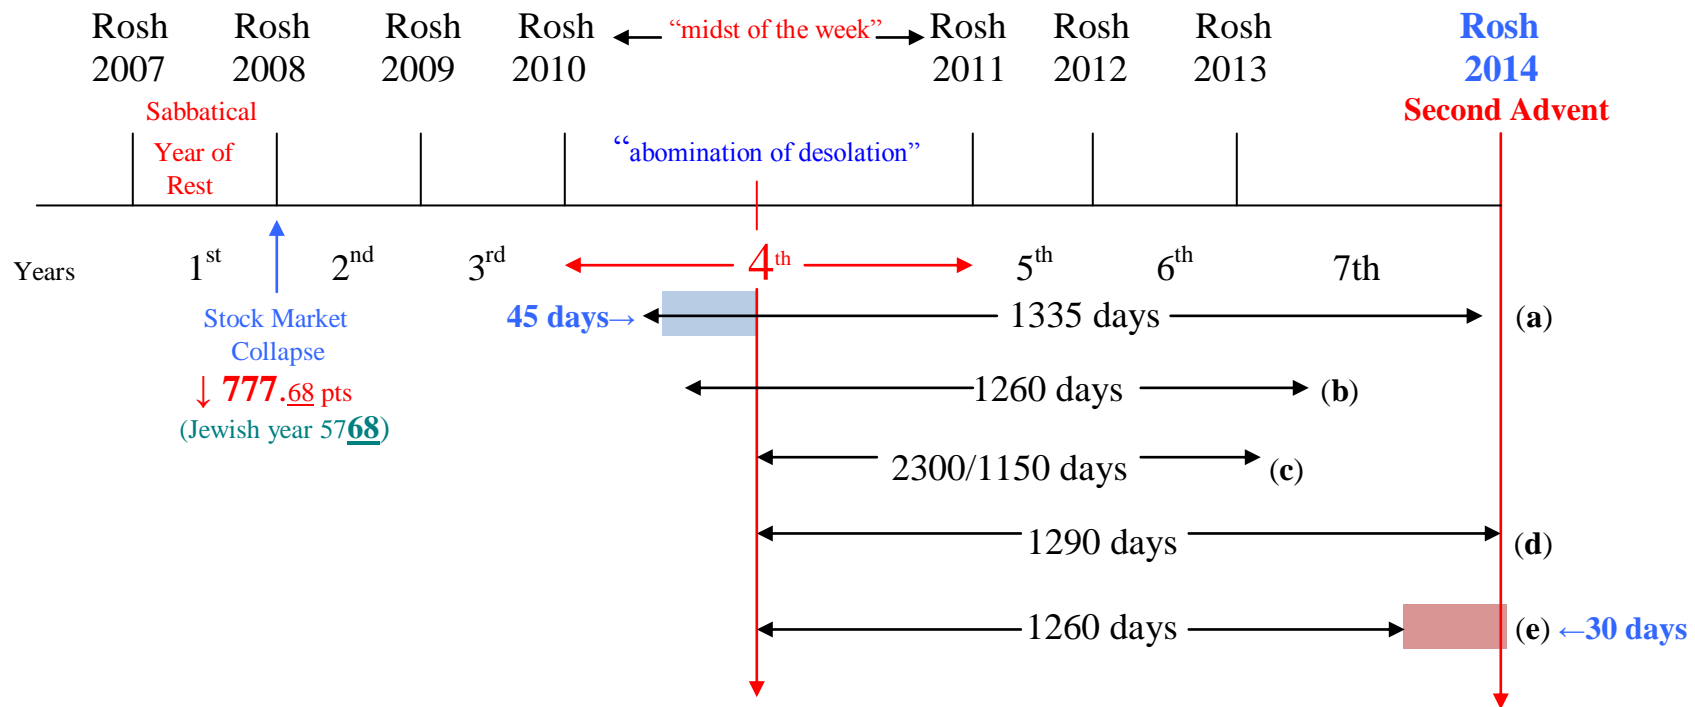 Rosh Rosh Rosh Rosh “midst of the week” Rosh Rosh Rosh Rosh
2007 2008 2009 2010 2011 2012 2013 2014
Sabbatical Second Advent
Year of “abomination of desolation”
Rest
Years 1st 2nd 3rd 4th 5th 6th 7th
45 days→ 1335 days (a)
Stock Market
Collapse
↓ 777.68 pts 1260 days (b)
(Jewish year 5768)
2300/1150 days (c)
1290 days (d)
1260 days (e) ←30 days